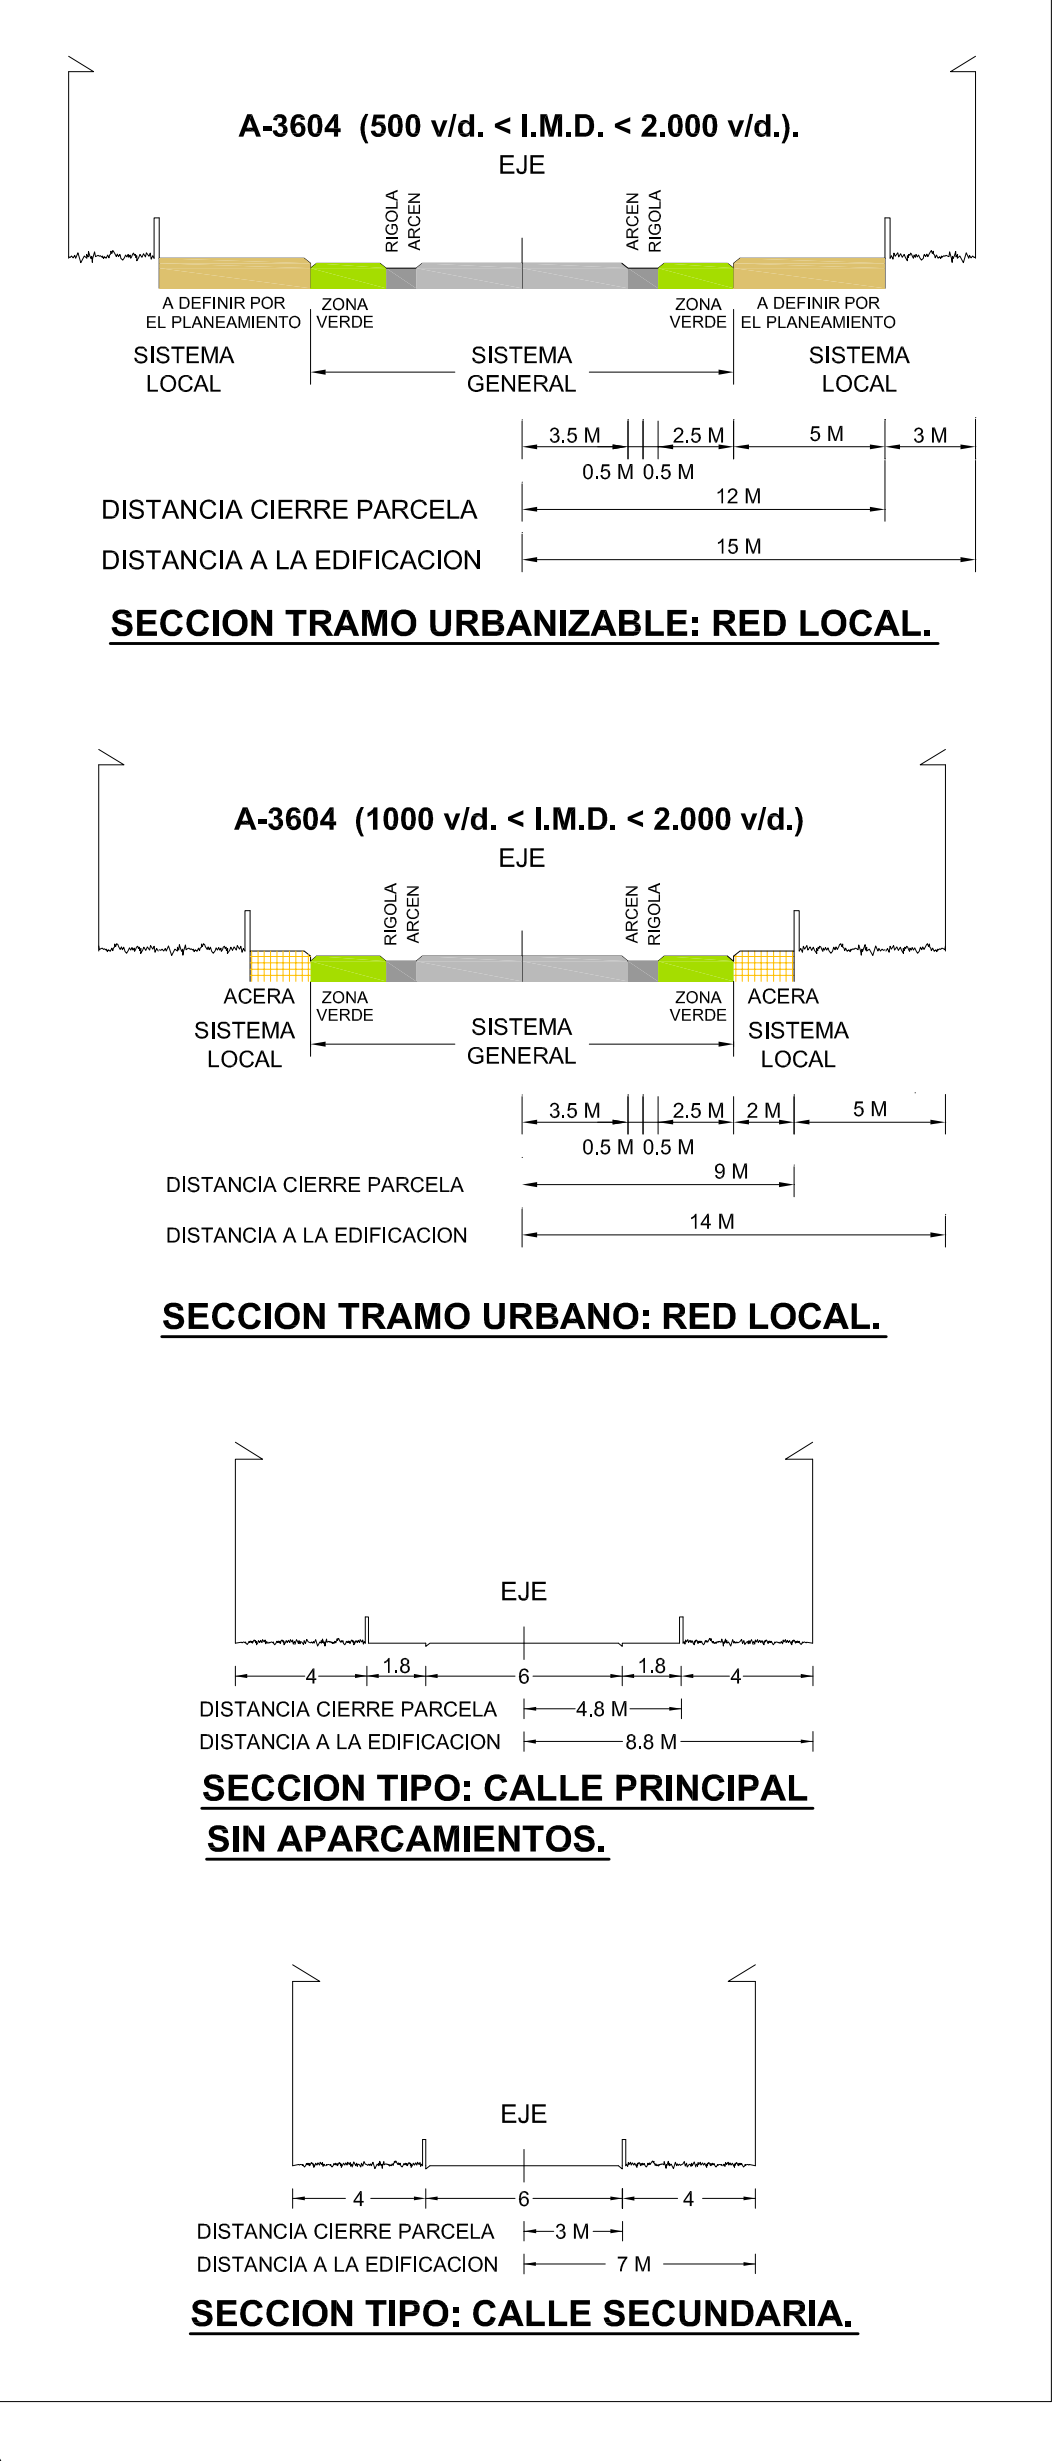 A-3604 (500 v/d. < I.M.D. < 2.000 v/d.).
EJE
RIGOLA
ARCEN
ARCEN
RIGOLA
A DEFINIR POR
EL PLANEAMIENTO
ZONA
VERDE
ZONA
VERDE
A DEFINIR POR
EL PLANEAMIENTO
SISTEMA
LOCAL
SISTEMA
GENERAL
SISTEMA
LOCAL
3.5 M
2.5 M
5 M
3 M
0.5 M
0.5 M
12 M
DISTANCIA CIERRE PARCELA
15 M
DISTANCIA A LA EDIFICACION
SECCION TRAMO URBANIZABLE: RED LOCAL.
A-3604 (1000 v/d. < I.M.D. < 2.000 v/d.)
EJE
RIGOLA
ARCEN
ARCEN
RIGOLA
ACERA
ZONA
VERDE
ZONA
VERDE
ACERA
SISTEMA
LOCAL
SISTEMA
GENERAL
SISTEMA
LOCAL
3.5 M
2.5 M
2 M
5 M
0.5 M
0.5 M
9 M
DISTANCIA CIERRE PARCELA
14 M
DISTANCIA A LA EDIFICACION
SECCION TRAMO URBANO: RED LOCAL.
EJE
4
1.8
6
1.8
4
DISTANCIA CIERRE PARCELA
4.8 M
DISTANCIA A LA EDIFICACION
8.8 M
SECCION TIPO: CALLE PRINCIPAL
SIN APARCAMIENTOS.
EJE
4
6
4
DISTANCIA CIERRE PARCELA
3 M
DISTANCIA A LA EDIFICACION
7 M
SECCION TIPO: CALLE SECUNDARIA.